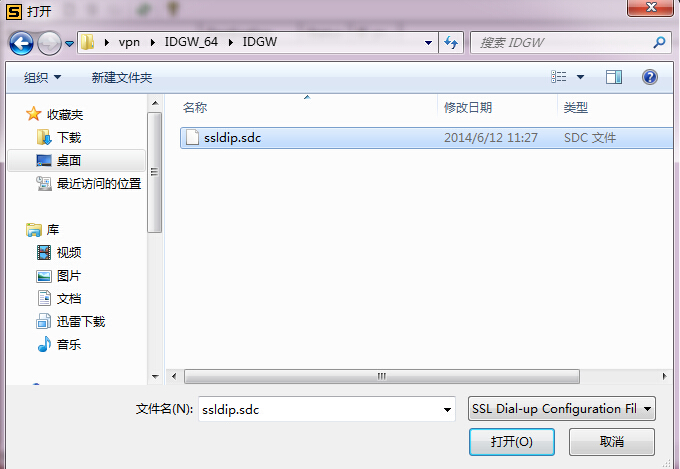 打开
vpn IDGW_64 IDGW
搜索 IDGW
组织 新建文件夹
收藏夹
下载
桌面
最近访问的位置
库
视频
图片
文档
迅雷下载
音乐
名称 修改日期 类型
ssldip.sdc 2014/6/12 11:27 SDC 文件
文件名(N): ssldip.sdc SSL Dial-up Configuration Fil
打开(O) 取消